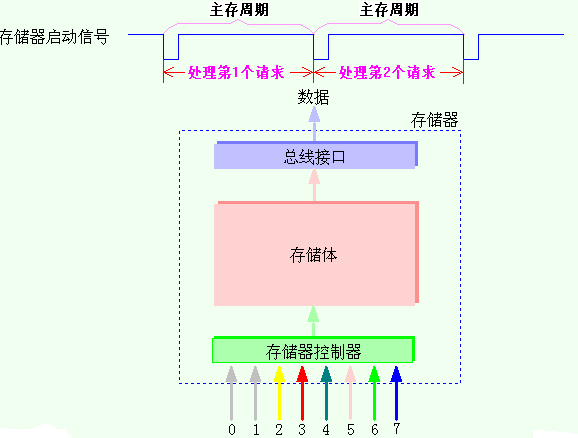 主存周期 主存周期
存储器启动信号
处理第1个请求 处理第2个请求
数据
存储器
总线接口
存储体
存储器控制器
0 1 2 3 4 5 6 7